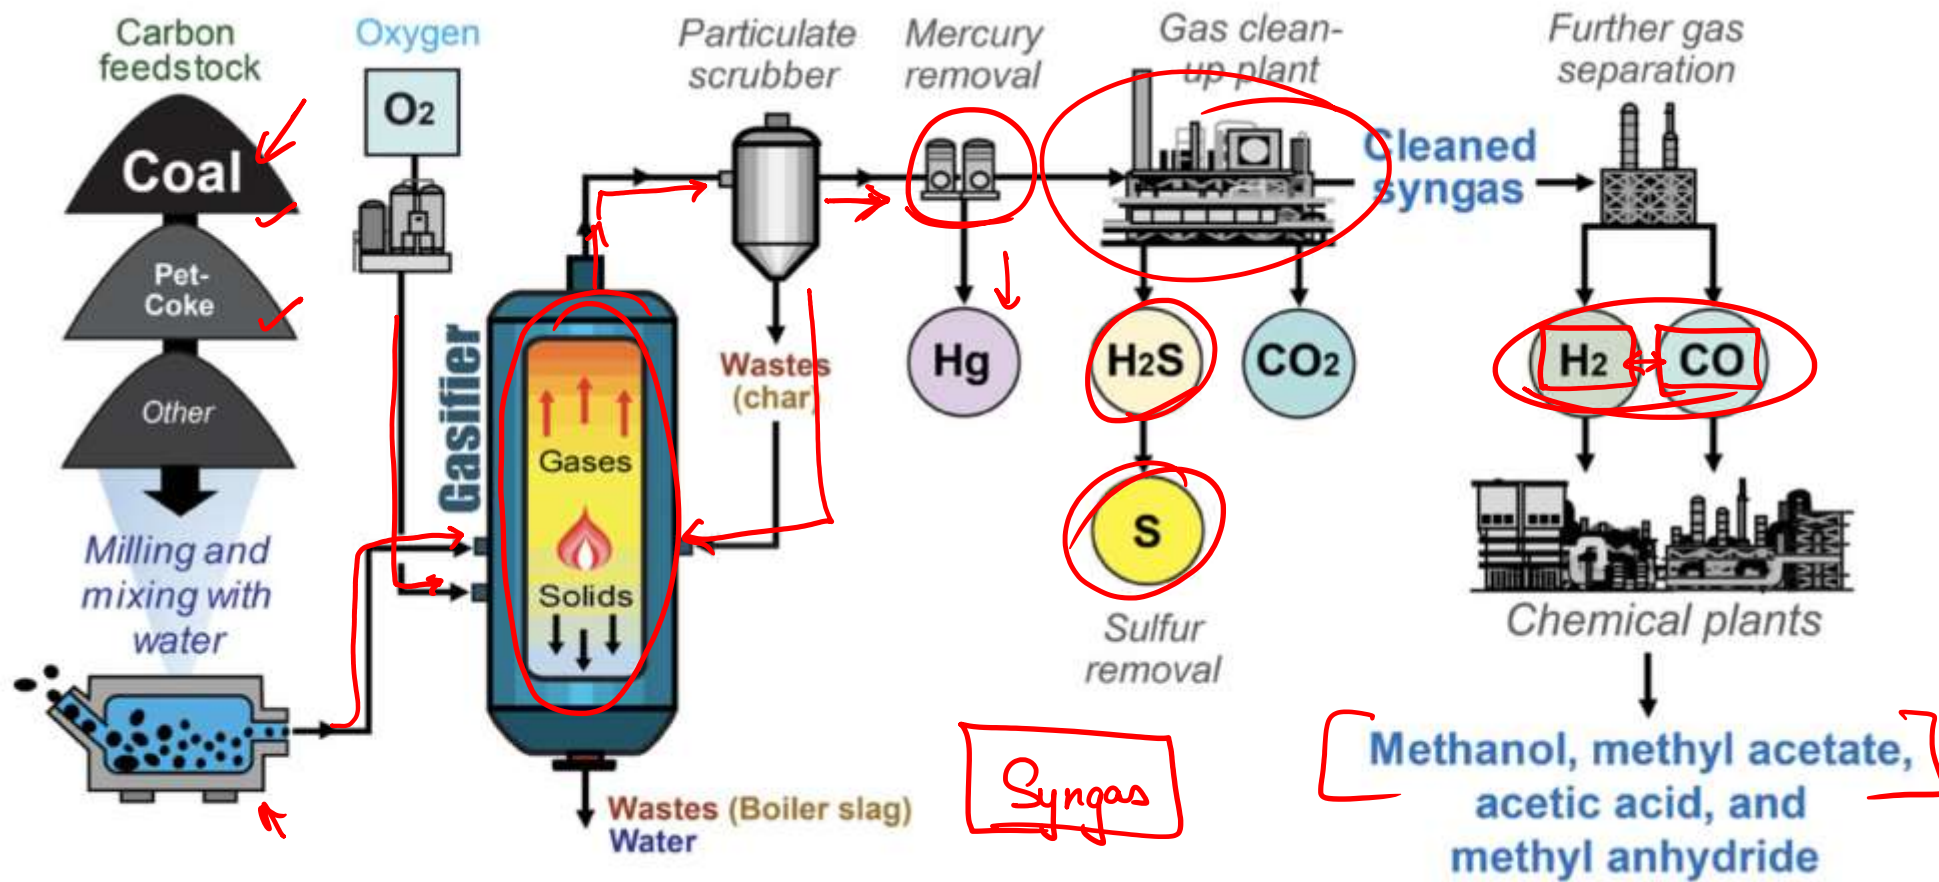 Carbon
feedstock
Coal
Pet-
Coke
Other
Milling and
mixing with
water
Oxygen
O2
Gasifier
Gases
Solids
Wastes (Boiler slag)
Water
Particulate
scrubber
Wastes
(char)
Mercury
removal
Hg
Gas clean-
up plant
H2S
CO2
S
Sulfur
removal
Syngas
Cleaned
syngas
Further gas
separation
H2
CO
Chemical plants
Methanol, methyl acetate,
acetic acid, and
methyl anhydride